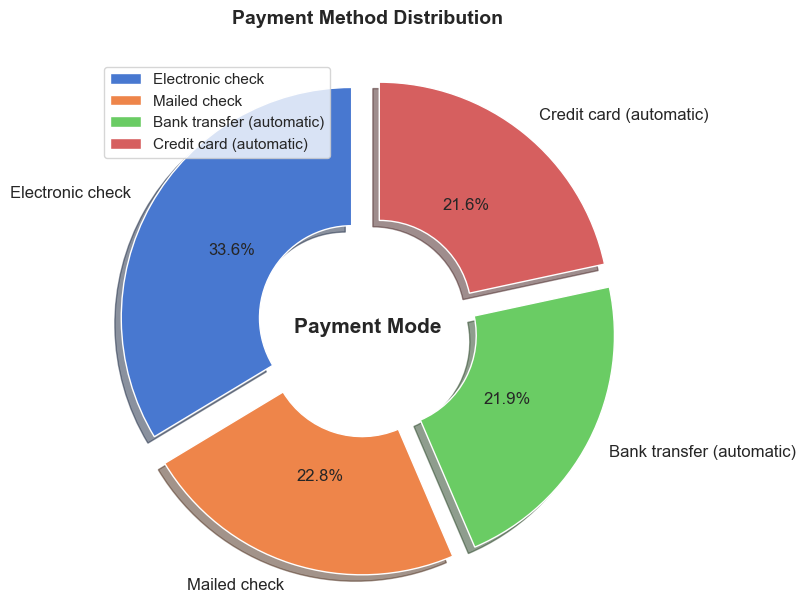 Payment Method Distribution
Electronic check
Mailed check
Bank transfer (automatic)
Credit card (automatic)
Credit card (automatic)
Electronic check
21.6%
33.6%
Payment Mode
21.9%
Bank transfer (automatic)
22.8%
Mailed check